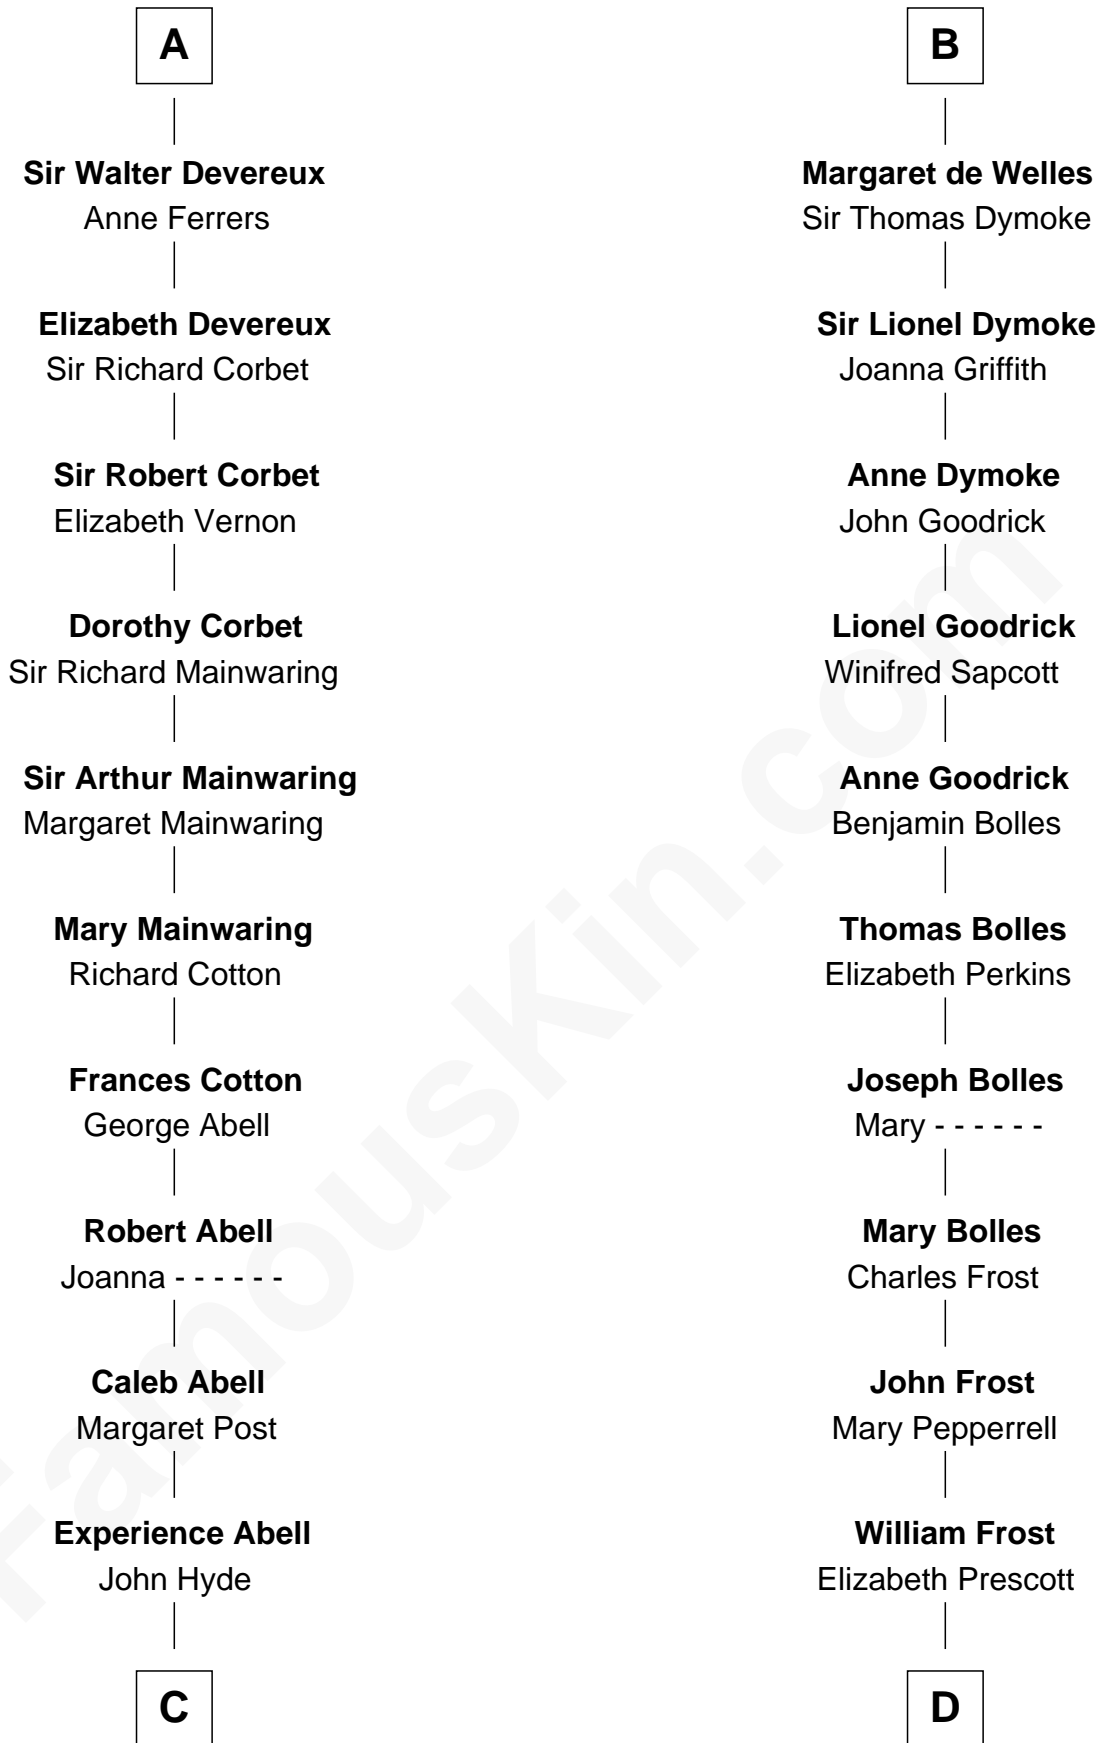 A
Sir Walter Devereux
Anne Ferrers
Elizabeth Devereux
Sir Richard Corbet
Sir Robert Corbet
Elizabeth Vernon
Dorothy Corbet
Sir Richard Mainwaring
Sir Arthur Mainwaring
Margaret Mainwaring
Mary Mainwaring
Richard Cotton
Frances Cotton
George Abell
Robert Abell
Joanna - - - - - -
Caleb Abell
Margaret Post
Experience Abell
John Hyde
C
B
Margaret de Welles
Sir Thomas Dymoke
Sir Lionel Dymoke
Joanna Griffith
Anne Dymoke
John Goodrick
Lionel Goodrick
Winifred Sapcott
Anne Goodrick
Benjamin Bolles
Thomas Bolles
Elizabeth Perkins
Joseph Bolles
Mary - - - - - -
Mary Bolles
Charles Frost
John Frost
Mary Pepperrell
William Frost
Elizabeth Prescott
D
FamousKin.com